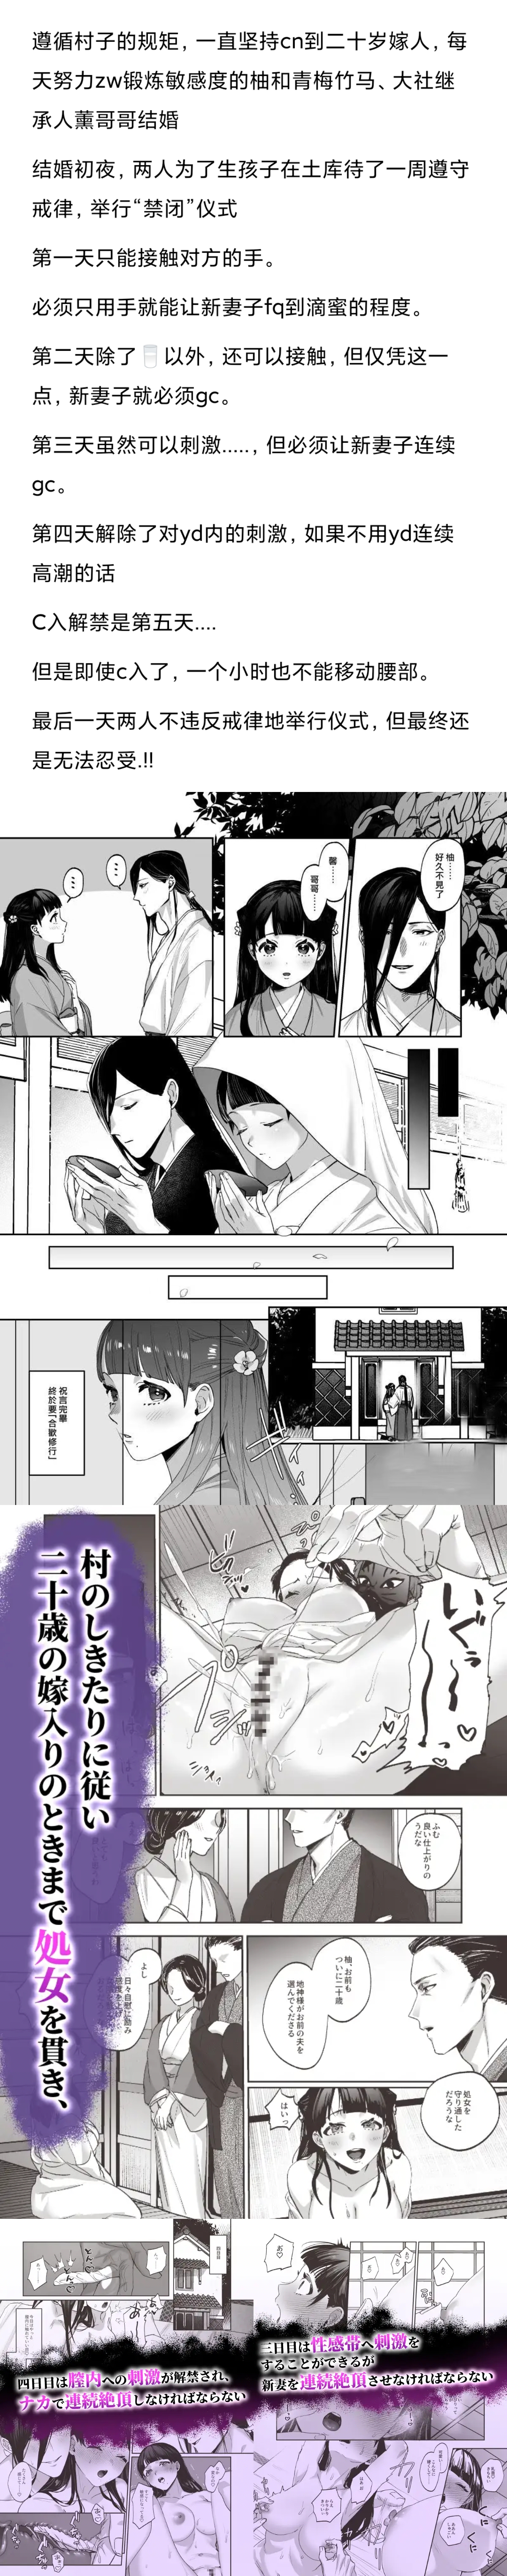 遵循村子的规矩，一直坚持cn到二十岁嫁人，每
天努力zw锻炼敏感度的柚和青梅竹马、大社继
承人薰哥哥结婚
结婚初夜，两人为了生孩子在土库待了一周遵守
戒律，举行“禁闭”仪式
第一天只能接触对方的手。
必须只用手就能让新妻子fq到滴蜜的程度。
第二天除了🥛以外，还可以接触，但仅凭这一
点，新妻子就必须gc。
第三天虽然可以刺激.....，但必须让新妻子连续
gc。
第四天解除了对yd内的刺激，如果不用yd连续
高潮的话
C入解禁是第五天....
但是即使c入了，一个小时也不能移动腰部。
最后一天两人不违反戒律地举行仪式，但最终还
是无法忍受.!!
柚……
好久不見了
馨……
哥哥……
祝言完畢
終於要「合歡修行」
村のしきたりに従い
二十歳の嫁入りのときまで処女を貫き、
いぐぅ～～
ふむ
良い仕上がりの
うだな
柚、お前も
ついに二十歳
地神様がお前の夫を
選んでくださる
よし
日々自慰に励み
処女を
守り通した
だろうな
はいっ
四日目
三日目は性感帯へ刺激を
することができるが
新妻を連続絶頂させなければならない
四日目は膣内への刺激が解禁され、
ナカで連続絶頂しなければならない